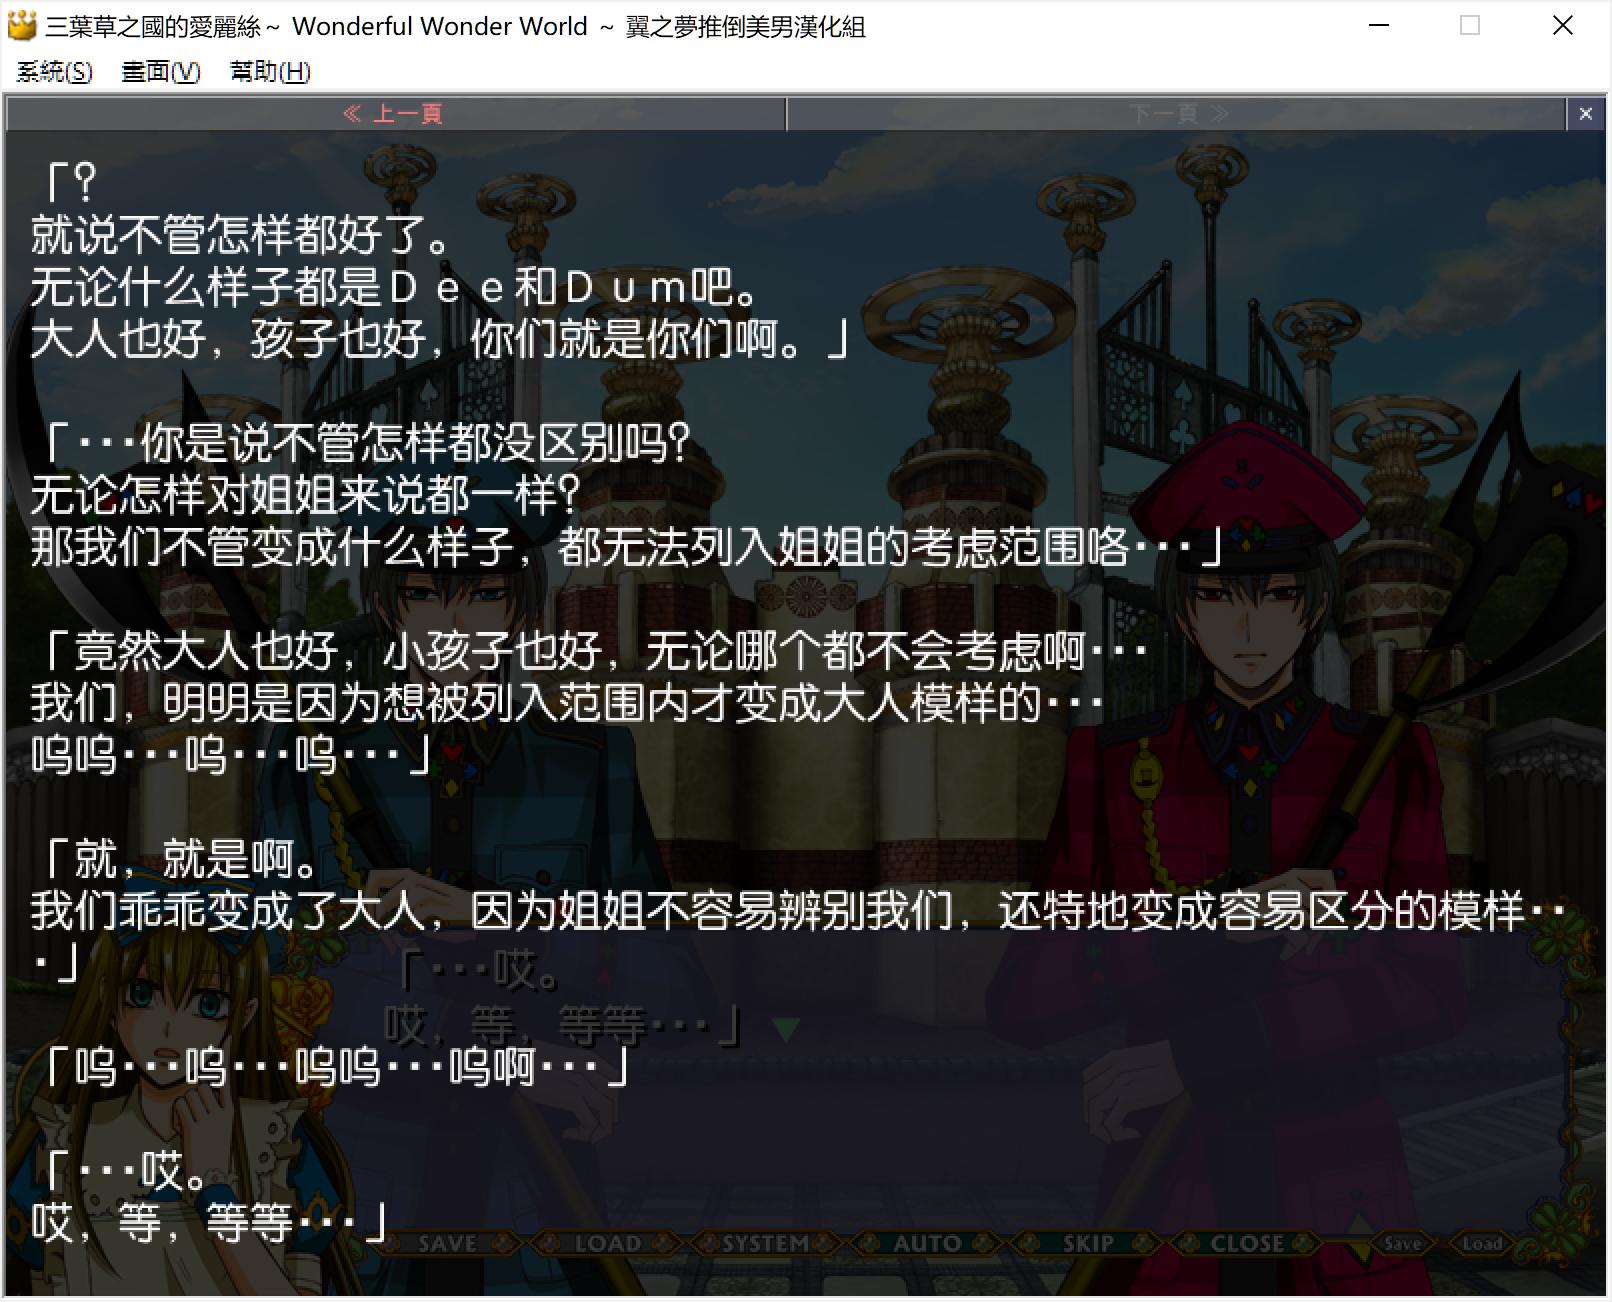 三葉草之國的愛麗絲～ Wonderful Wonder World ～ 翼之夢推倒美男漢化組
系統(S) 畫面(V) 幫助(H)
≪ 上一頁 下一頁 ≫
「？
就说不管怎样都好了。
无论什么样子都是Ｄｅｅ和Ｄｕｍ吧。
大人也好，孩子也好，你们就是你们啊。」
「···你是说不管怎样都没区别吗？
无论怎样对姐姐来说都一样？
那我们不管变成什么样子，都无法列入姐姐的考虑范围咯···」
「竟然大人也好，小孩子也好，无论哪个都不会考虑啊···
我们，明明是因为想被列入范围内才变成大人模样的···
呜呜···呜···呜···」
「就，就是啊。
我们乖乖变成了大人，因为姐姐不容易辨别我们，还特地变成容易区分的模样··
·」
「···哎。
哎，等，等等···」
「呜···呜···呜呜···呜啊···」
「···哎。
哎，等，等等···」
SAVE LOAD SYSTEM AUTO SKIP CLOSE Save Load